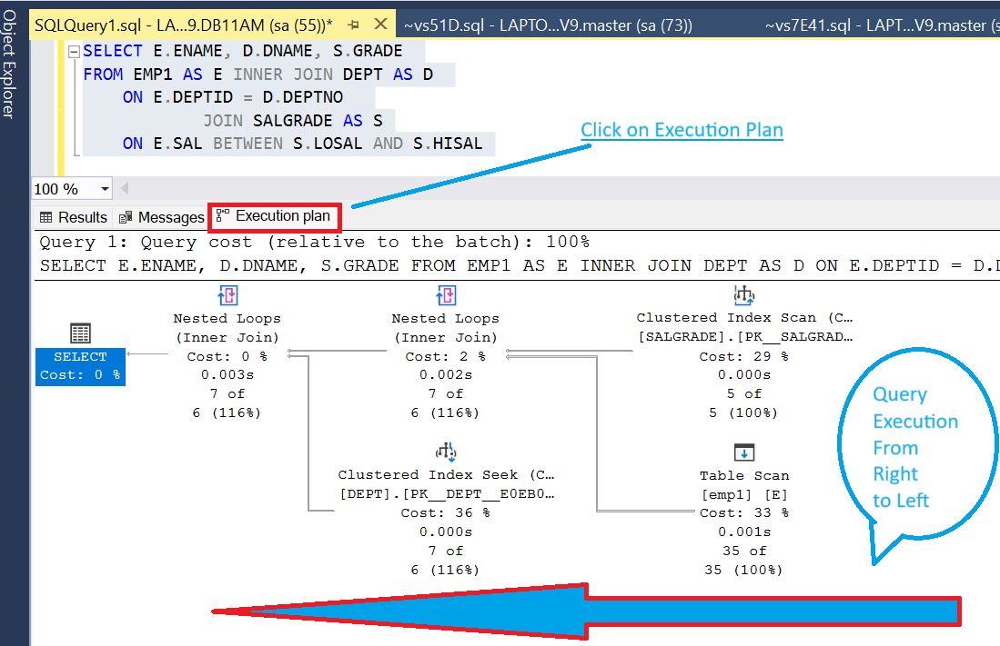 Object Explorer
SQLQuery1.sql - LA...9.DB11AM (sa (55))*
~vs51D.sql - LAPTO...V9.master (sa (73))
~vs7E41.sql - LAPT...V9.master (s
SELECT E.ENAME, D.DNAME, S.GRADE
FROM EMP1 AS E INNER JOIN DEPT AS D
ON E.DEPTID = D.DEPTNO
JOIN SALGRADE AS S
ON E.SAL BETWEEN S.LOSAL AND S.HISAL
Click on Execution Plan
100 %
Results
Messages
Execution plan
Query 1: Query cost (relative to the batch): 100%
SELECT E.ENAME, D.DNAME, S.GRADE FROM EMP1 AS E INNER JOIN DEPT AS D ON E.DEPTID = D.D
SELECT
Cost: 0 %
Nested Loops
(Inner Join)
Cost: 0 %
0.003s
7 of
6 (116%)
Nested Loops
(Inner Join)
Cost: 2 %
0.002s
7 of
6 (116%)
Clustered Index Scan (C...
[SALGRADE].[PK__SALGRAD...
Cost: 29 %
0.000s
5 of
5 (100%)
Clustered Index Seek (C...
[DEPT].[PK__DEPT__E0EB0...
Cost: 36 %
0.000s
7 of
6 (116%)
Table Scan
[emp1] [E]
Cost: 33 %
0.001s
35 of
35 (100%)
Query
Execution
From
Right
to Left